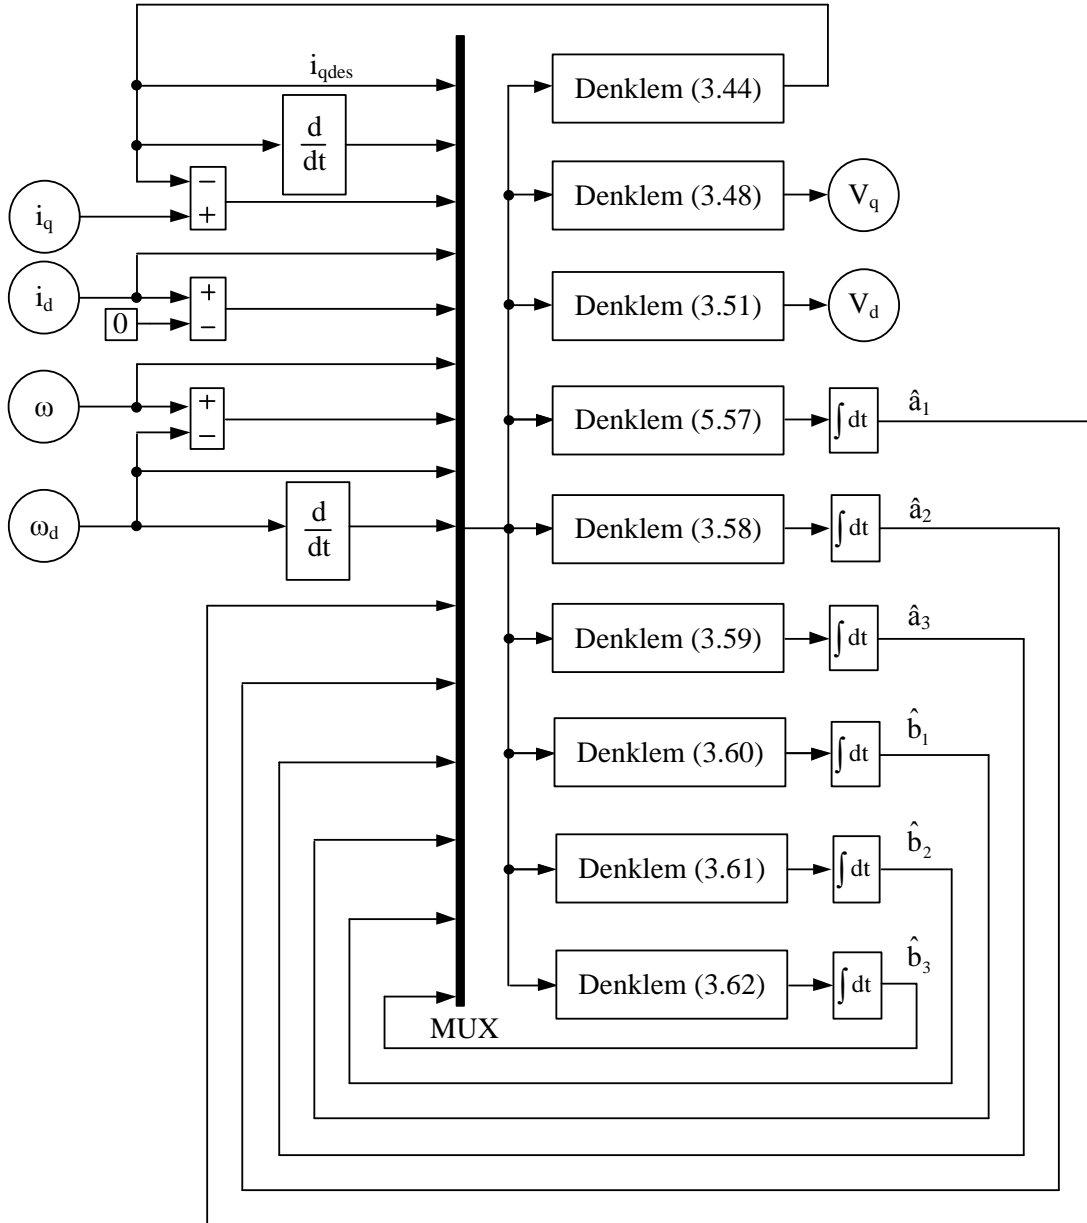 i_qdes
Denklem (3.44)
d
dt
−
+
i_q
Denklem (3.48)
V_q
i_d
+
−
0
Denklem (3.51)
V_d
ω
+
−
Denklem (5.57)
∫ dt
â_1
ω_d
d
dt
Denklem (3.58)
∫ dt
â_2
Denklem (3.59)
∫ dt
â_3
Denklem (3.60)
∫ dt
b̂_1
Denklem (3.61)
∫ dt
b̂_2
Denklem (3.62)
∫ dt
b̂_3
MUX